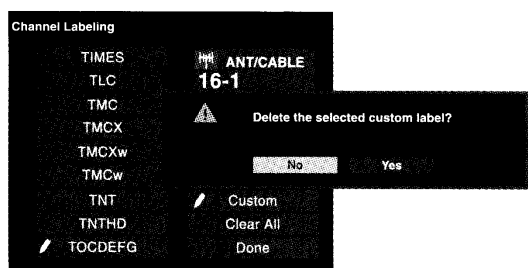 Channel Labeling
TIMES
TLC
TMC
TMCX
TMCXw
TMCw
TNT
TNTHD
TOCDEFG
ANT/CABLE
16-1
Delete the selected custom label?
No Yes
Custom
Clear All
Done